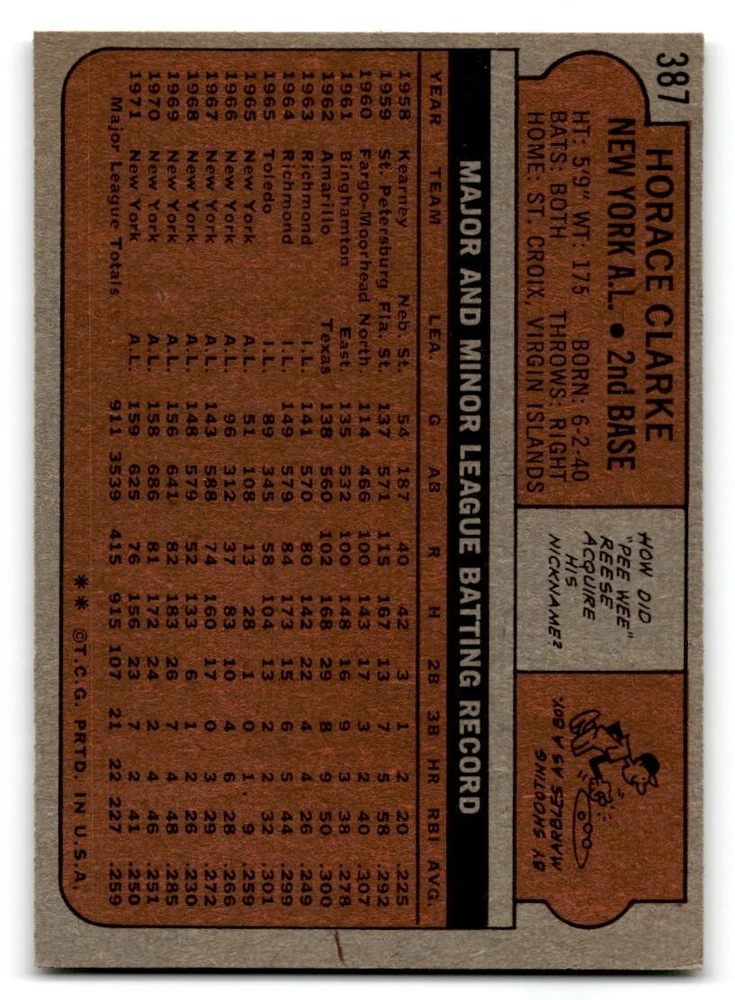 387
HORACE CLARKE
NEW YORK A.L. • 2nd BASE
HT: 5'9" WT: 175 BORN: 6-2-40
BATS: BOTH THROWS: RIGHT
HOME: ST. CROIX, VIRGIN ISLANDS
HOW DID
"PEE WEE"
REESE
ACQUIRE
HIS
NICKNAME?
BY SHOOTING
MARBLES AS A BOY.
MAJOR AND MINOR LEAGUE BATTING RECORD
YEAR TEAM LEA. G AB R H 2B 3B HR RBI AVG.
1958 Kearney Neb. St. 54 187 40 42 3 1 2 20 .225
1959 St. Petersburg Fla. St. 137 571 115 167 13 7 5 58 .292
1960 Fargo-Moorhead North. 114 466 100 143 17 3 2 40 .307
1961 Binghamton East. 135 532 100 148 16 9 3 38 .278
1962 Amarillo Texas 138 560 102 168 29 8 9 50 .300
1963 Richmond I.L. 141 570 80 142 22 4 4 26 .249
1964 Richmond I.L. 149 579 84 173 15 6 5 44 .299
1965 Toledo I.L. 89 345 58 104 13 2 2 32 .301
1965 New York A.L. 51 108 13 28 1 0 1 9 .259
1966 New York A.L. 96 312 37 83 10 4 6 28 .266
1967 New York A.L. 143 588 74 160 17 0 3 29 .272
1968 New York A.L. 148 579 52 133 6 1 2 26 .230
1969 New York A.L. 156 641 82 183 26 7 4 48 .285
1970 New York A.L. 158 686 81 172 24 2 4 46 .251
1971 New York A.L. 159 625 76 156 23 7 2 41 .250
Major League Totals 911 3539 415 915 107 21 22 227 .259
** ©T.C.G. PRTD. IN U.S.A.